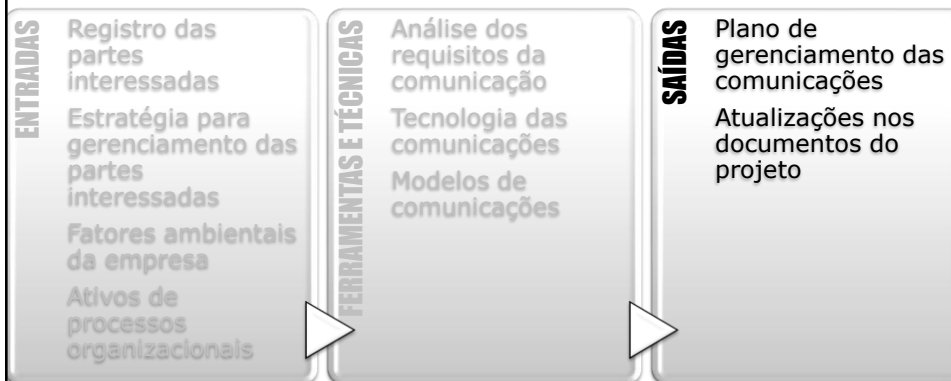 ENTRADAS
Registro das
partes
interessadas
Estratégia para
gerenciamento das
partes
interessadas
Fatores ambientais
da empresa
Ativos de
processos
organizacionais
FERRAMENTAS E TÉCNICAS
Análise dos
requisitos da
comunicação
Tecnologia das
comunicações
Modelos de
comunicações
SAÍDAS
Plano de
gerenciamento das
comunicações
Atualizações nos
documentos do
projeto